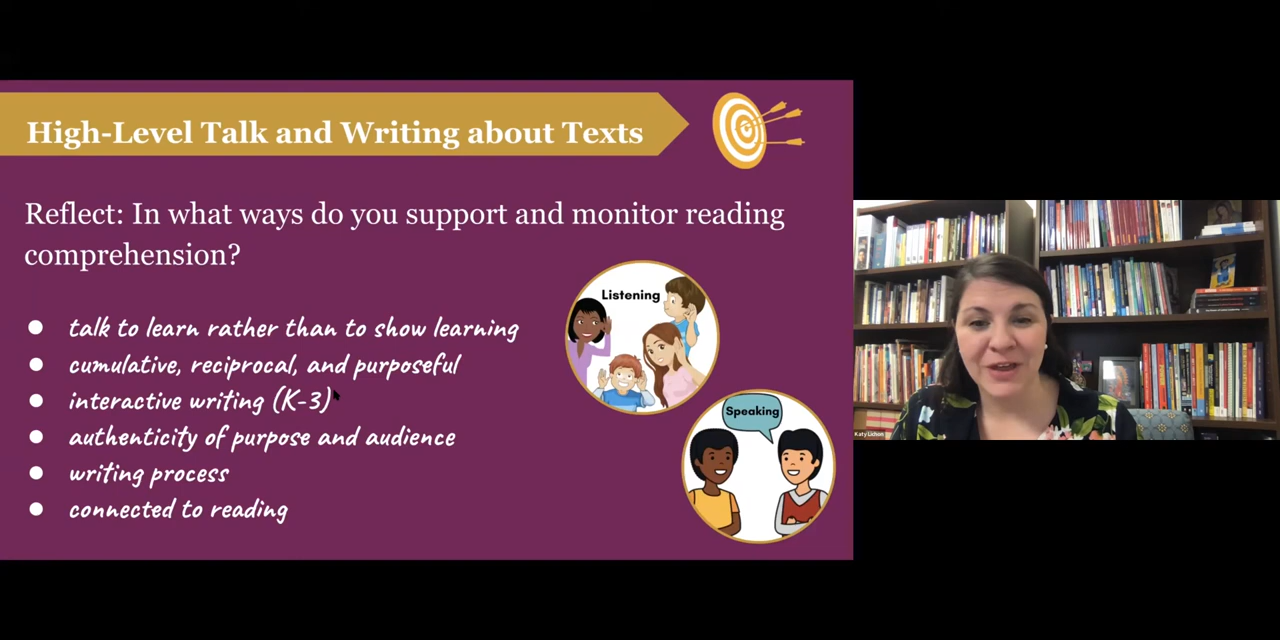 High-Level Talk and Writing about Texts
Reflect: In what ways do you support and monitor reading
comprehension?
talk to learn rather than to show learning
cumulative, reciprocal, and purposeful
interactive writing (K-3)
authenticity of purpose and audience
writing process
connected to reading
Listening
Speaking
Katy Lichon